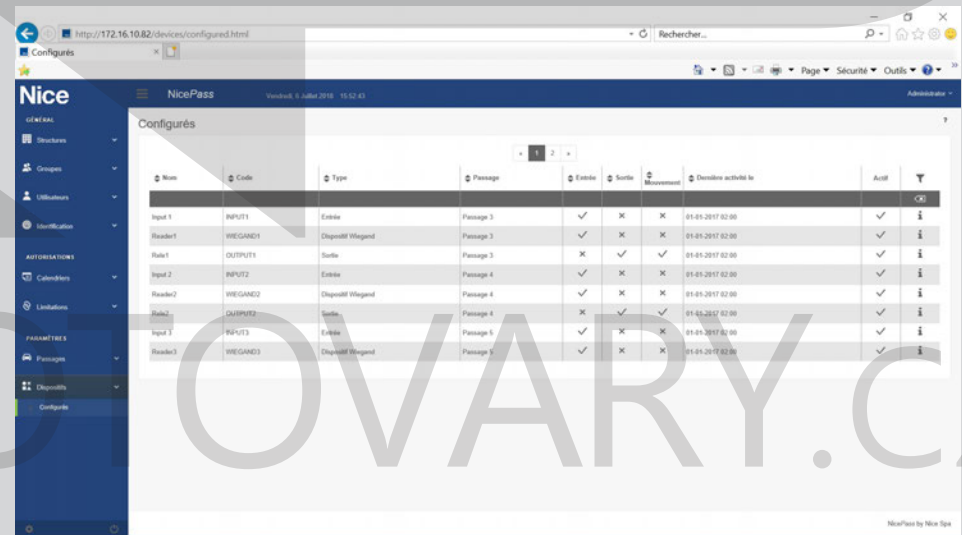 http://172.16.10.82/devices/configured.html
Rechercher...
Configurés
Page
Sécurité
Outils
Nice
NicePass
Vendredi, 6 Juillet 2018 15:52:43
Administrator
GÉNÉRAL
Configurés
?
Structures
« 1 2 »
Groupes
Nom Code Type Passage Entrée Sortie Mouvement Dernière activité le Actif
Utilisateurs
Input 1 INPUT1 Entrée Passage 3 01-01-2017 02:00
Identification
Reader1 WIEGAND1 Dispositif Wiegand Passage 3 01-01-2017 02:00
AUTORISATIONS
Rele1 OUTPUT1 Sortie Passage 3 01-01-2017 02:00
Calendriers
Input 2 INPUT2 Entrée Passage 4 01-01-2017 02:00
Reader2 WIEGAND2 Dispositif Wiegand Passage 4 01-01-2017 02:00
Limitations
Rele2 OUTPUT2 Sortie Passage 4 01-01-2017 02:00
Input 3 INPUT3 Entrée Passage 5 01-01-2017 02:00
PARAMÈTRES
Reader3 WIEGAND3 Dispositif Wiegand Passage 5 01-01-2017 02:00
Passages
Dispositifs
Configurés
OTOVARY.CA
NicePass by Nice Spa